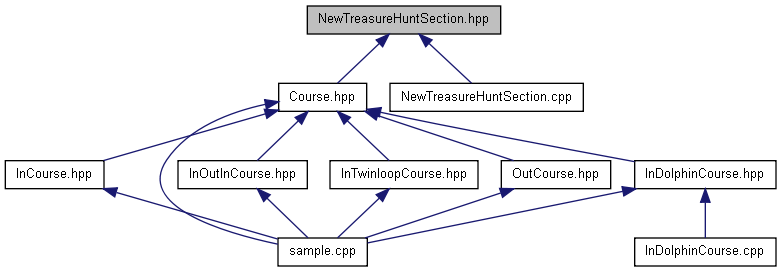 NewTreasureHuntSection.hpp
Course.hpp
NewTreasureHuntSection.cpp
InCourse.hpp
InOutInCourse.hpp
InTwinloopCourse.hpp
OutCourse.hpp
InDolphinCourse.hpp
sample.cpp
InDolphinCourse.cpp